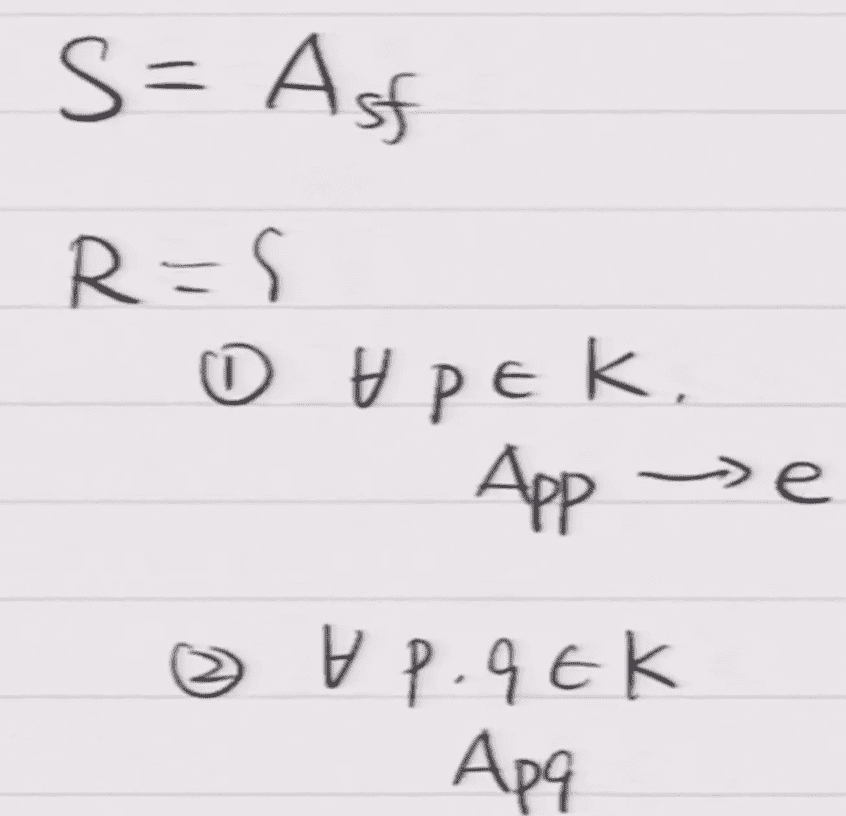 S = A_sf
R = {
① ∀ p ∈ K.
A_pp → e
② ∀ p.q ∈ K
A_pq